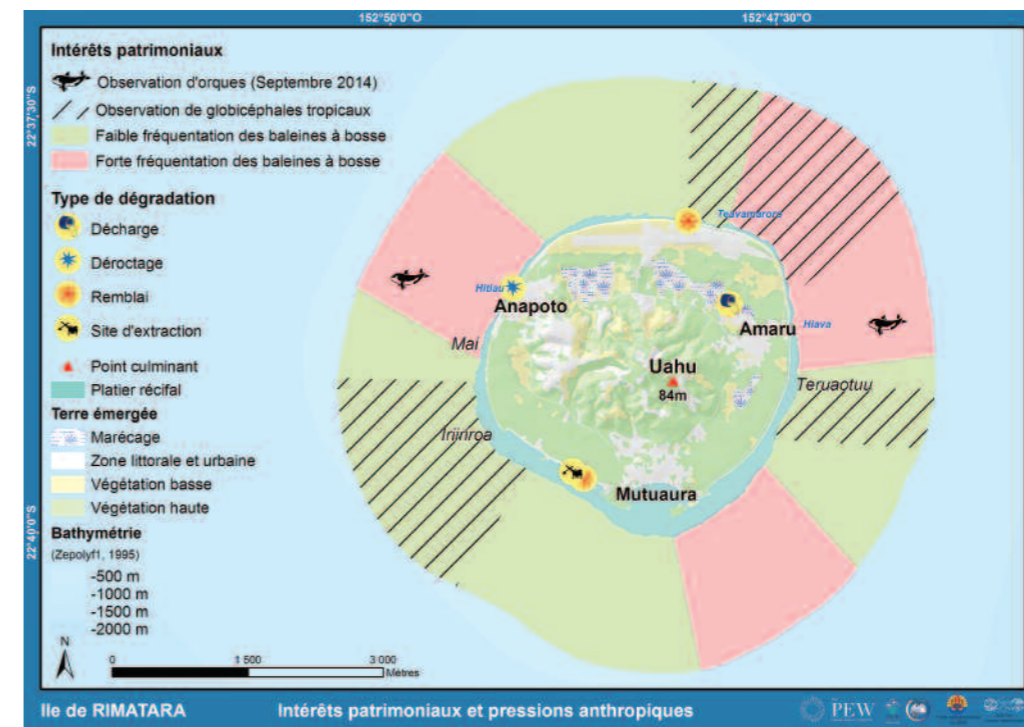 152°50'0"O
152°47'30"O
22°37'30"S
22°40'0"S
Intérêts patrimoniaux
Observation d'orques (Septembre 2014)
Observation de globicéphales tropicaux
Faible fréquentation des baleines à bosse
Forte fréquentation des baleines à bosse
Type de dégradation
Décharge
Déroctage
Remblai
Site d'extraction
Point culminant
Platier récifal
Terre émergée
Marécage
Zone littorale et urbaine
Végétation basse
Végétation haute
Bathymétrie
(Zepolyf1, 1995)
-500 m
-1000 m
-1500 m
-2000 m
N
0 1 500 3 000
Mètres
Teavamarore
Hitiau
Anapoto
Amaru
Hiava
Mai
Uahu
84m
Teruaotuu
Iririroa
Mutuaura
Ile de RIMATARA
Intérêts patrimoniaux et pressions anthropiques
PEW